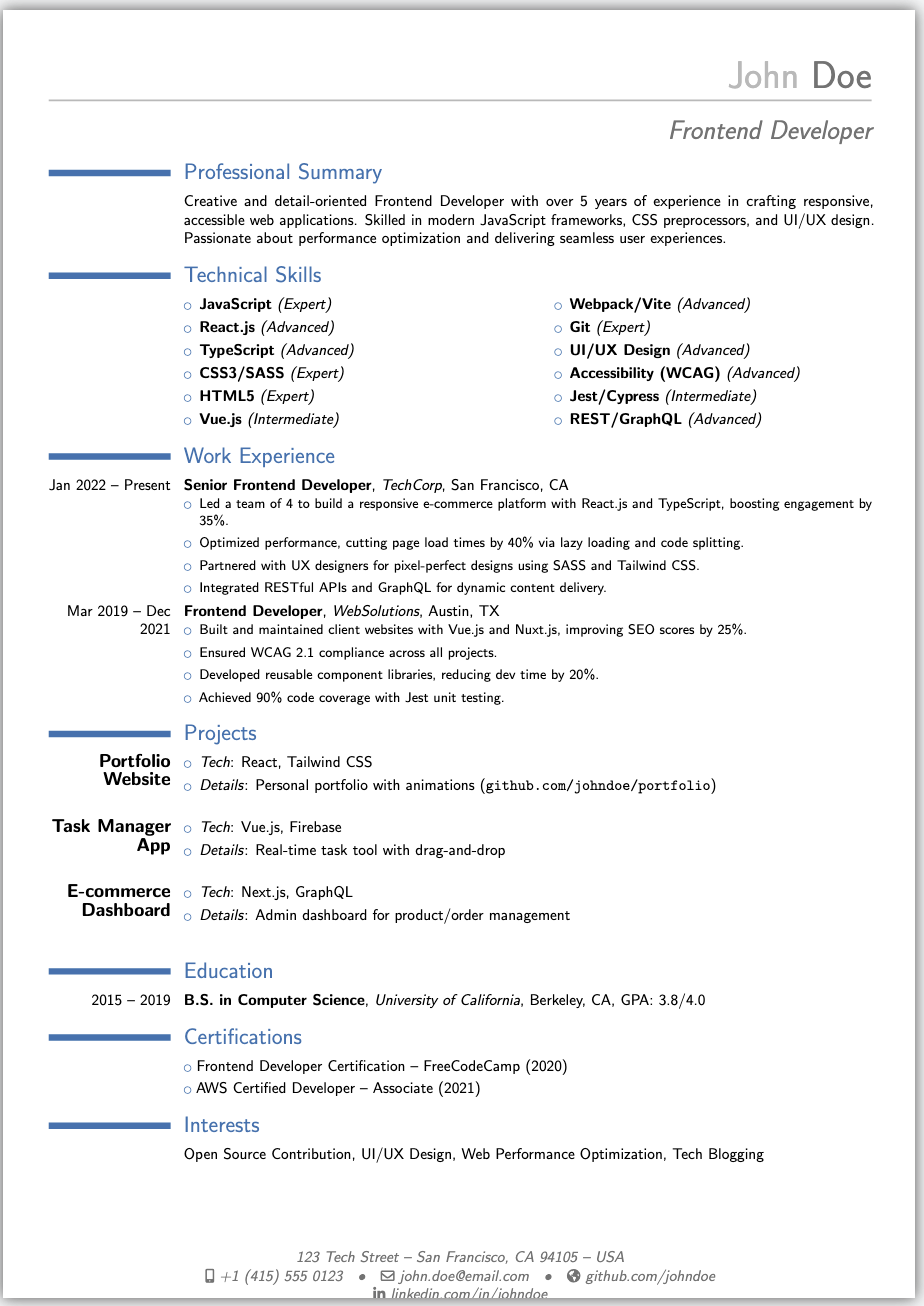 John Doe
Frontend Developer
Professional Summary
Creative and detail-oriented Frontend Developer with over 5 years of experience in crafting responsive,
accessible web applications. Skilled in modern JavaScript frameworks, CSS preprocessors, and UI/UX design.
Passionate about performance optimization and delivering seamless user experiences.
Technical Skills
○ JavaScript (Expert)
○ React.js (Advanced)
○ TypeScript (Advanced)
○ CSS3/SASS (Expert)
○ HTML5 (Expert)
○ Vue.js (Intermediate)
○ Webpack/Vite (Advanced)
○ Git (Expert)
○ UI/UX Design (Advanced)
○ Accessibility (WCAG) (Advanced)
○ Jest/Cypress (Intermediate)
○ REST/GraphQL (Advanced)
Work Experience
Jan 2022 – Present Senior Frontend Developer, TechCorp, San Francisco, CA
○ Led a team of 4 to build a responsive e-commerce platform with React.js and TypeScript, boosting engagement by
35%.
○ Optimized performance, cutting page load times by 40% via lazy loading and code splitting.
○ Partnered with UX designers for pixel-perfect designs using SASS and Tailwind CSS.
○ Integrated RESTful APIs and GraphQL for dynamic content delivery.
Mar 2019 – Dec
2021
Frontend Developer, WebSolutions, Austin, TX
○ Built and maintained client websites with Vue.js and Nuxt.js, improving SEO scores by 25%.
○ Ensured WCAG 2.1 compliance across all projects.
○ Developed reusable component libraries, reducing dev time by 20%.
○ Achieved 90% code coverage with Jest unit testing.
Projects
Portfolio
Website
○ Tech: React, Tailwind CSS
○ Details: Personal portfolio with animations (github.com/johndoe/portfolio)
Task Manager
App
○ Tech: Vue.js, Firebase
○ Details: Real-time task tool with drag-and-drop
E-commerce
Dashboard
○ Tech: Next.js, GraphQL
○ Details: Admin dashboard for product/order management
Education
2015 – 2019 B.S. in Computer Science, University of California, Berkeley, CA, GPA: 3.8/4.0
Certifications
○ Frontend Developer Certification – FreeCodeCamp (2020)
○ AWS Certified Developer – Associate (2021)
Interests
Open Source Contribution, UI/UX Design, Web Performance Optimization, Tech Blogging
123 Tech Street – San Francisco, CA 94105 – USA
+1 (415) 555 0123 • john.doe@email.com • github.com/johndoe
linkedin.com/in/johndoe